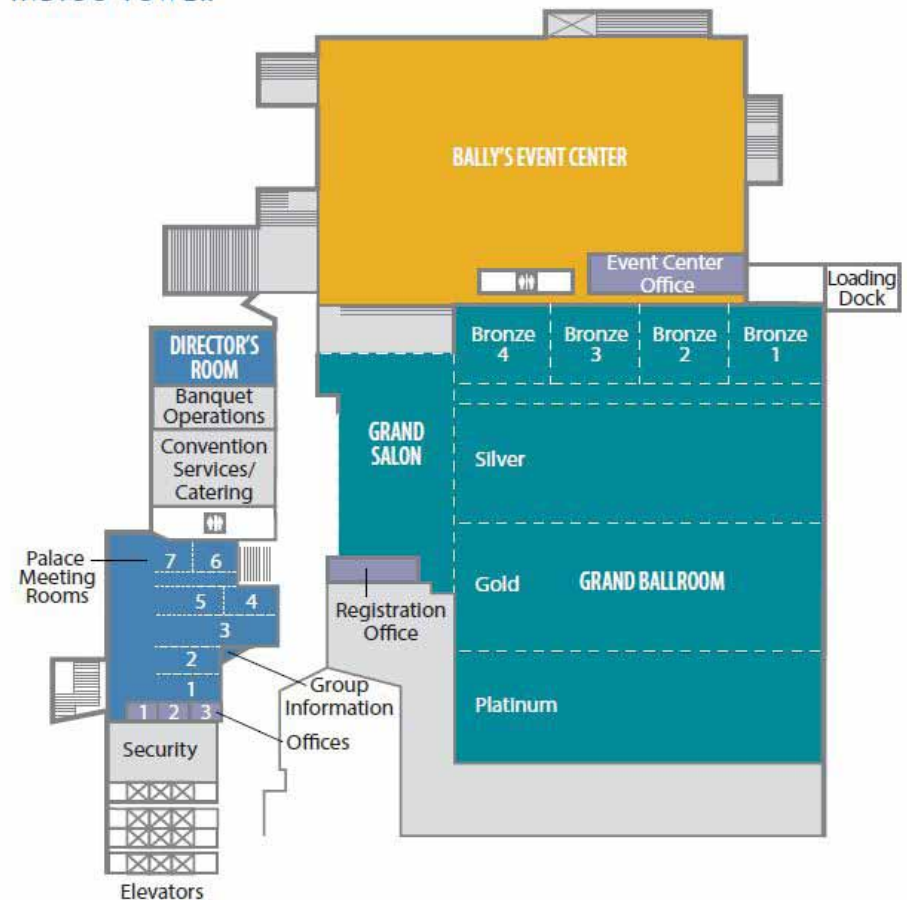 BALLY'S EVENT CENTER
Event Center
Office
Loading
Dock
Bronze
4
Bronze
3
Bronze
2
Bronze
1
DIRECTOR'S
ROOM
Banquet
Operations
Convention
Services/
Catering
GRAND
SALON
Silver
Gold
GRAND BALLROOM
Platinum
Registration
Office
Palace
Meeting
Rooms
7
6
5
4
3
2
1
Group
Information
1
2
3
Offices
Security
Elevators